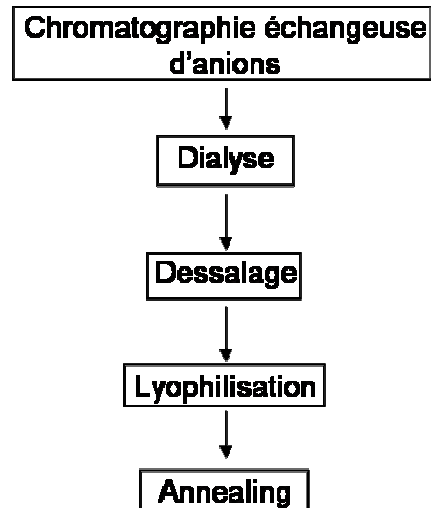 Chromatographie échangeuse
d'anions
Dialyse
Dessalage
Lyophilisation
Annealing